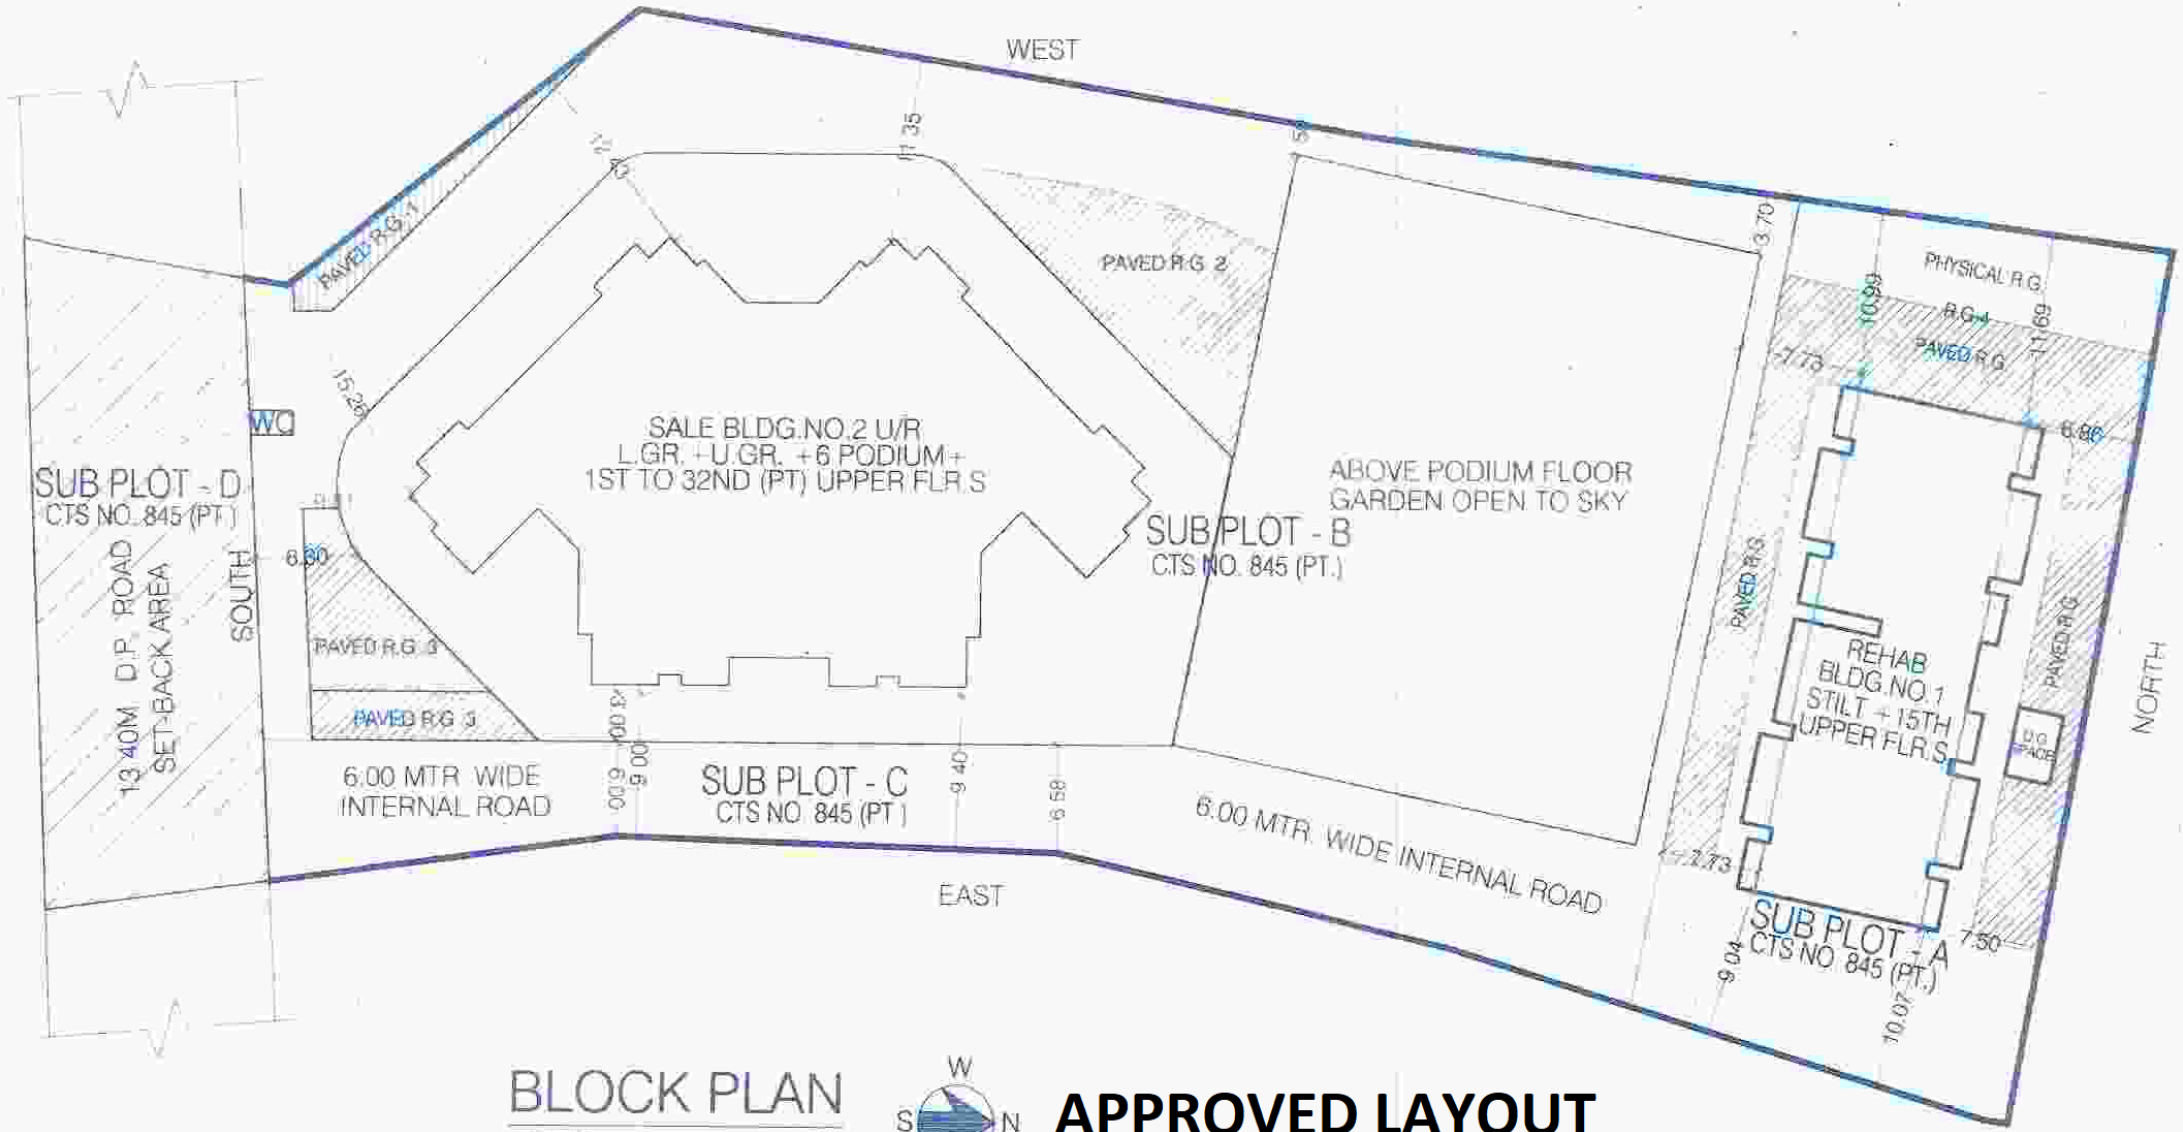 WEST
11.35
3.70
PAVED R.G. 1
PAVED R.G 2
PHYSICAL R.G.
R.G-4
PAVED R.G
10.99
11.69
7.73
6.86
15.26
WC
SUB PLOT - D
CTS NO. 845 (PT.)
13.40M D.P. ROAD
SET-BACK AREA
SOUTH
6.60
SALE BLDG.NO.2 U/R
L.GR. +U.GR. +6 PODIUM+
1ST TO 32ND (PT) UPPER FLR.S
SUB PLOT - B
CTS NO. 845 (PT.)
ABOVE PODIUM FLOOR
GARDEN OPEN TO SKY
PAVED R.G.
REHAB
BLDG.NO.1
STILT +15TH
UPPER FLR.S
PAVED R.G
U.G
SPACE
NORTH
PAVED R.G 3
PAVED R.G 3
6.00 MTR WIDE
INTERNAL ROAD
6.00
9.00
SUB PLOT - C
CTS NO 845 (PT.)
9.40
6.58
6.00 MTR. WIDE INTERNAL ROAD
7.73
EAST
SUB PLOT - A
CTS NO 845 (PT.)
7.50
9.04
10.07
BLOCK PLAN
W
S
N
APPROVED LAYOUT